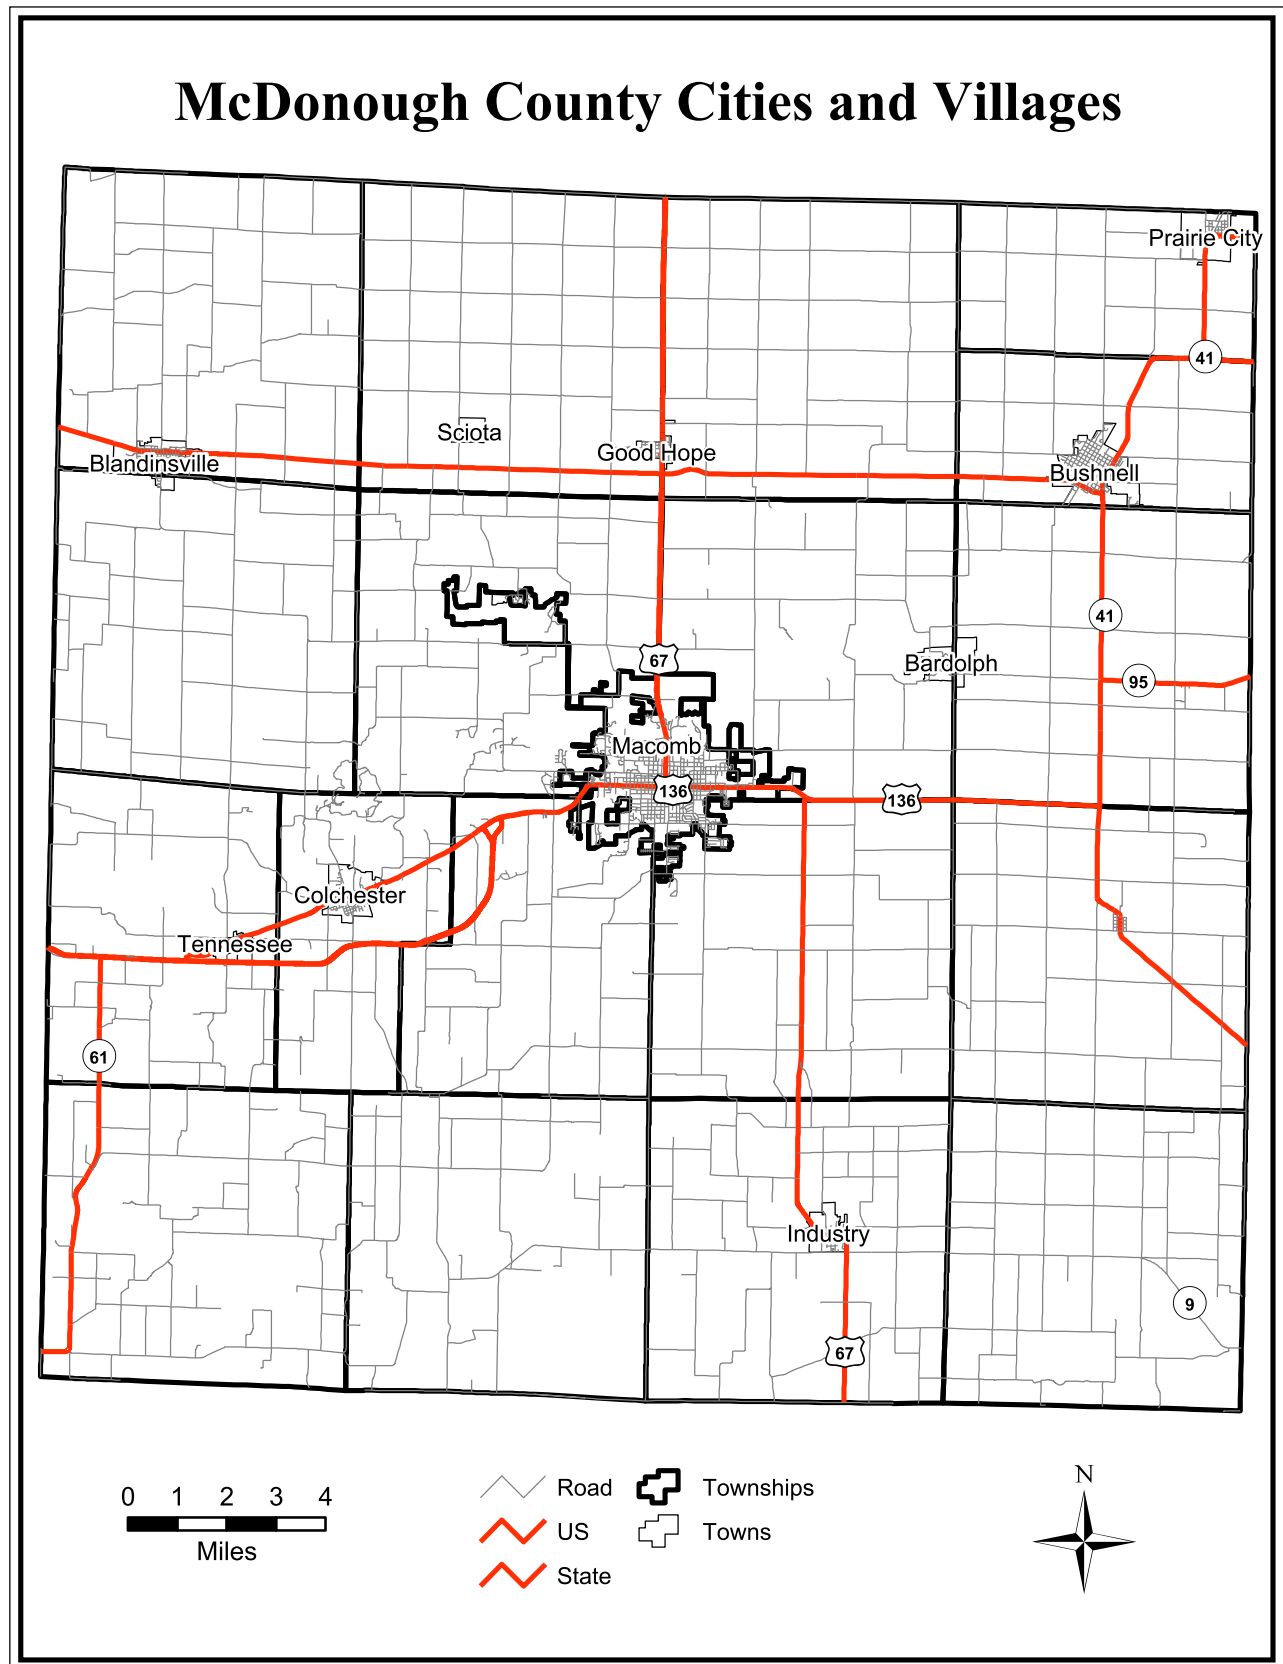 McDonough County Cities and Villages
Prairie City
41
Sciota
Good Hope
Blandinsville
Bushnell
41
67
Bardolph
95
Macomb
136
136
Colchester
Tennessee
61
Industry
9
67
0 1 2 3 4
Miles
Road
Townships
US
Towns
State
N